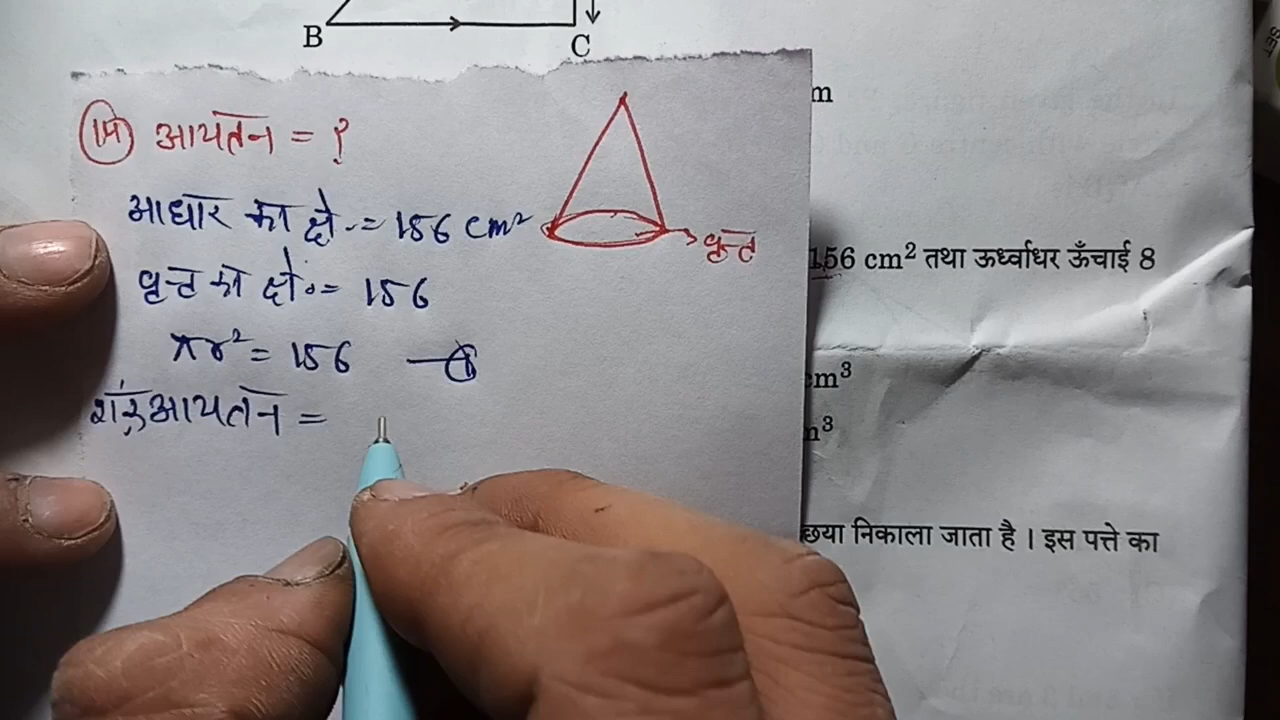 B
C
m
14 आयतन = ?
आधार का क्षे. = 156 cm²
वृत्त
156 cm² तथा ऊर्ध्वाधर ऊँचाई 8
वृत्त का क्षे. = 156
πr² = 156 —①
cm³
शंकु आयतन =
m³
छया निकाला जाता है । इस पत्ते का